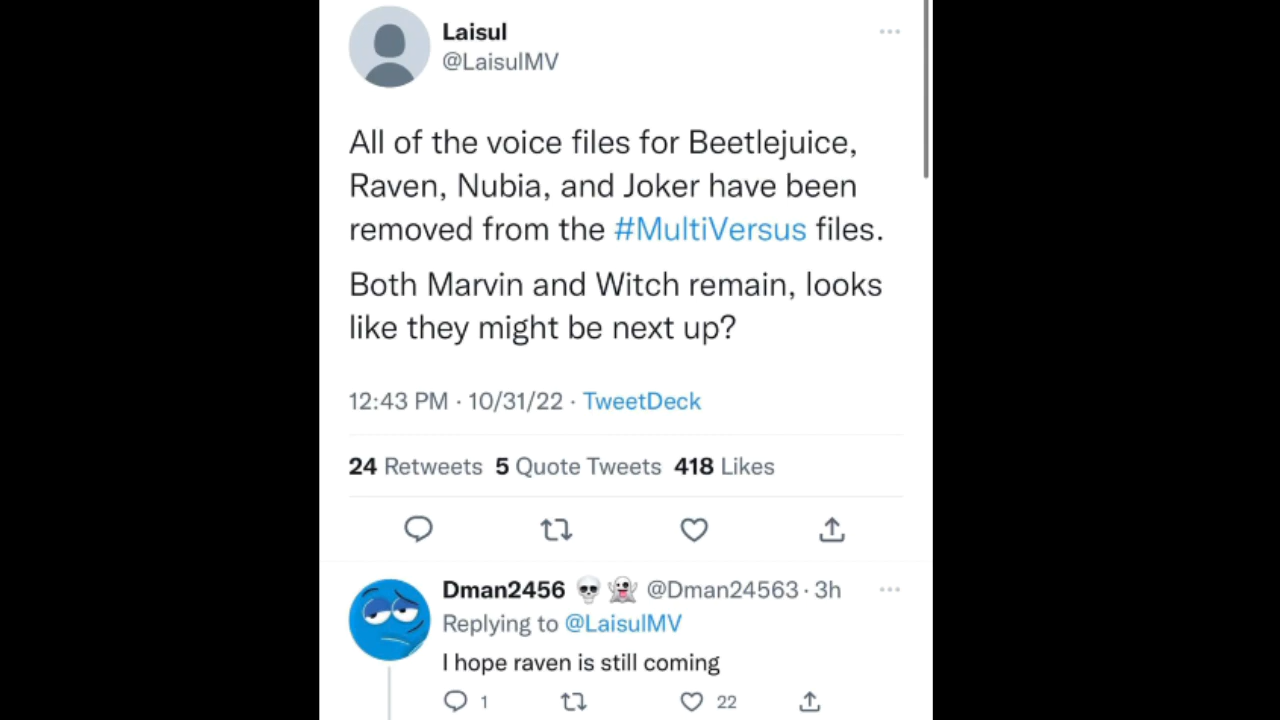 Laisul
@LaisulMV
All of the voice files for Beetlejuice,
Raven, Nubia, and Joker have been
removed from the #MultiVersus files.
Both Marvin and Witch remain, looks
like they might be next up?
12:43 PM · 10/31/22 · TweetDeck
24 Retweets 5 Quote Tweets 418 Likes
Dman2456 💀 👻 @Dman24563 · 3h
Replying to @LaisulMV
I hope raven is still coming
1 22